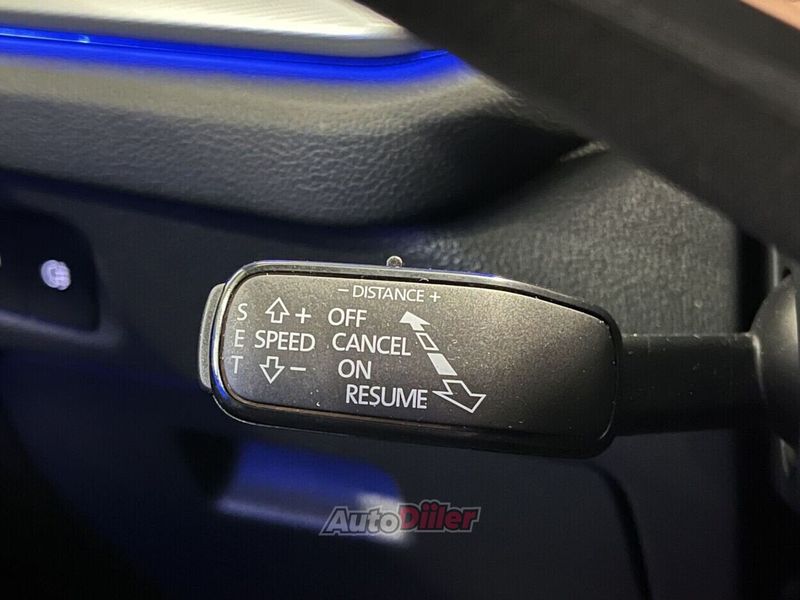 - DISTANCE +
S + OFF
E SPEED CANCEL
T - ON
RESUME
AutoDiiler